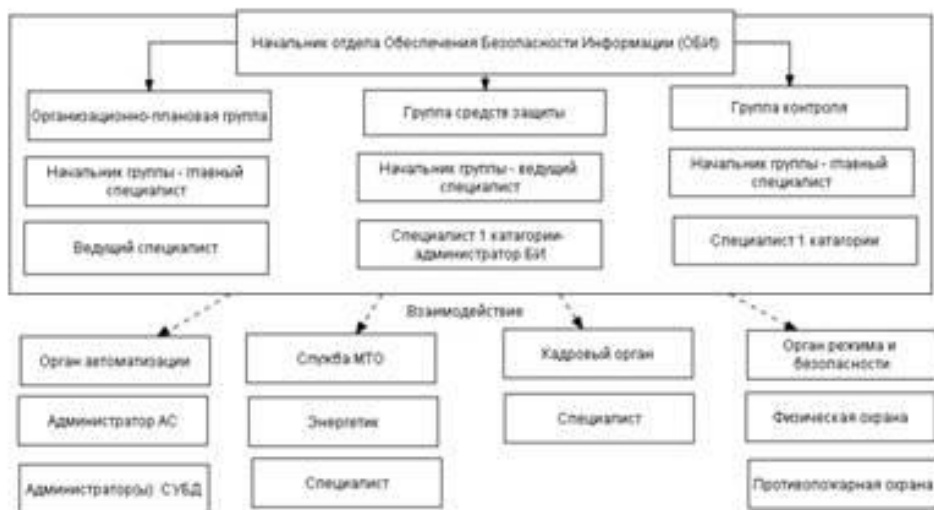 Начальник отдела Обеспечения Безопасности Информации (ОБИ)
Организационно-плановая группа
Группа средств защиты
Группа контроля
Начальник группы - главный
специалист
Начальник группы - ведущий
специалист
Начальник группы - главный
специалист
Ведущий специалист
Специалист 1 катагории-
администратор БИ
Специалист 1 катагории
Взаимодействие
Орган автоматизации
Служба МТО
Кадровый орган
Орган режима и
безопасности
Администратор АС
Энергетик
Специалист
Физическая охрана
Администратор(ы) СУБД
Специалист
Противопожарная охрана